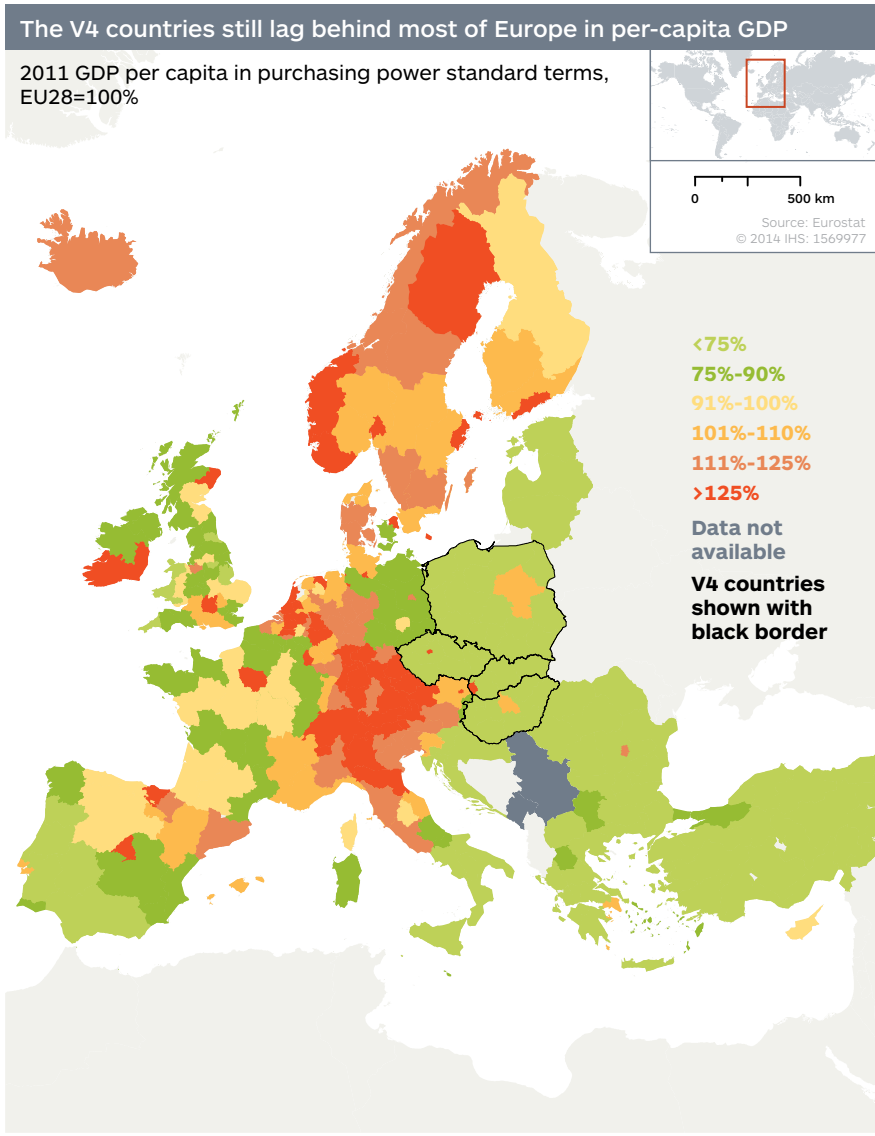 The V4 countries still lag behind most of Europe in per-capita GDP
2011 GDP per capita in purchasing power standard terms,
EU28=100%
0 500 km
Source: Eurostat
© 2014 IHS: 1569977
<75%
75%-90%
91%-100%
101%-110%
111%-125%
>125%
Data not
available
V4 countries
shown with
black border